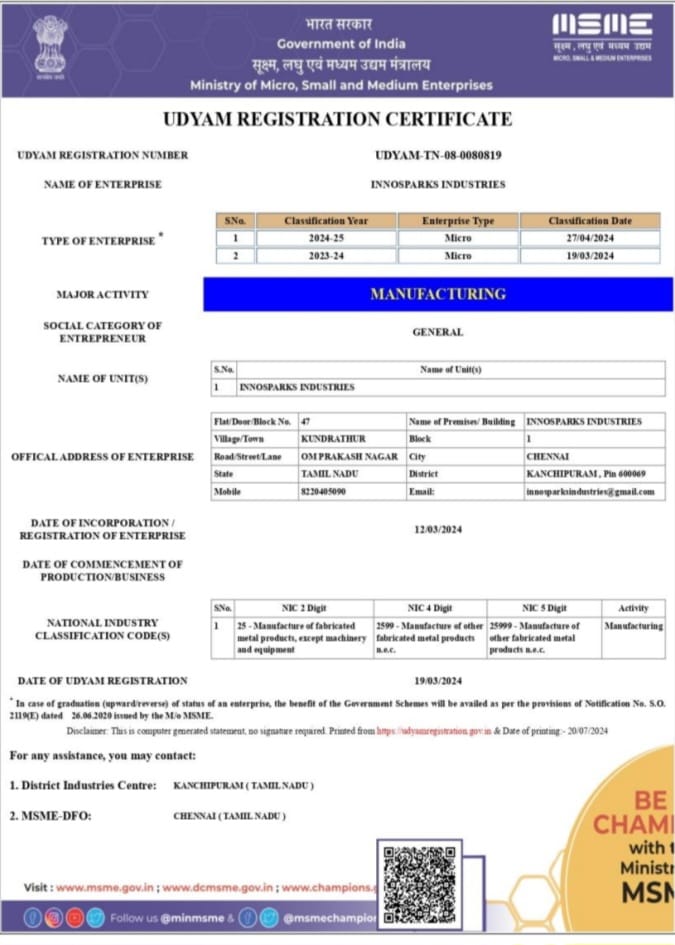 भारत सरकार
Government of India
सूक्ष्म, लघु एवं मध्यम उद्यम मंत्रालय
Ministry of Micro, Small and Medium Enterprises
सत्यमेव जयते
MSME
सूक्ष्म, लघु एवं मध्यम उद्यम
MICRO, SMALL & MEDIUM ENTERPRISES
UDYAM REGISTRATION CERTIFICATE
UDYAM REGISTRATION NUMBER UDYAM-TN-08-0080819
NAME OF ENTERPRISE INNOSPARKS INDUSTRIES
TYPE OF ENTERPRISE *
SNo. Classification Year Enterprise Type Classification Date
1 2024-25 Micro 27/04/2024
2 2023-24 Micro 19/03/2024
MAJOR ACTIVITY MANUFACTURING
SOCIAL CATEGORY OF
ENTREPRENEUR
GENERAL
NAME OF UNIT(S)
S.No. Name of Unit(s)
1 INNOSPARKS INDUSTRIES
OFFICAL ADDRESS OF ENTERPRISE
Flat/Door/Block No. 47 Name of Premises/ Building INNOSPARKS INDUSTRIES
Village/Town KUNDRATHUR Block 1
Road/Street/Lane OM PRAKASH NAGAR City CHENNAI
State TAMIL NADU District KANCHIPURAM , Pin 600069
Mobile 8220405090 Email: innosparksindustries@gmail.com
DATE OF INCORPORATION /
REGISTRATION OF ENTERPRISE
12/03/2024
DATE OF COMMENCEMENT OF
PRODUCTION/BUSINESS
NATIONAL INDUSTRY
CLASSIFICATION CODE(S)
SNo. NIC 2 Digit NIC 4 Digit NIC 5 Digit Activity
1 25 - Manufacture of fabricated 2599 - Manufacture of other 25999 - Manufacture of Manufacturing
metal products, except machinery fabricated metal products other fabricated metal
and equipment n.e.c. products n.e.c.
DATE OF UDYAM REGISTRATION 19/03/2024
* In case of graduation (upward/reverse) of status of an enterprise, the benefit of the Government Schemes will be availed as per the provisions of Notification No. S.O.
2119(E) dated 26.06.2020 issued by the M/o MSME.
Disclaimer: This is computer generated statement, no signature required. Printed from https://udyamregistration.gov.in & Date of printing:- 20/07/2024
For any assistance, you may contact:
1. District Industries Centre: KANCHIPURAM ( TAMIL NADU )
2. MSME-DFO: CHENNAI ( TAMIL NADU )
BE
CHAMP
with t
Ministr
MSM
Visit : www.msme.gov.in ; www.dcmsme.gov.in ; www.champions.g
Follow us @minmsme & @msmechampion